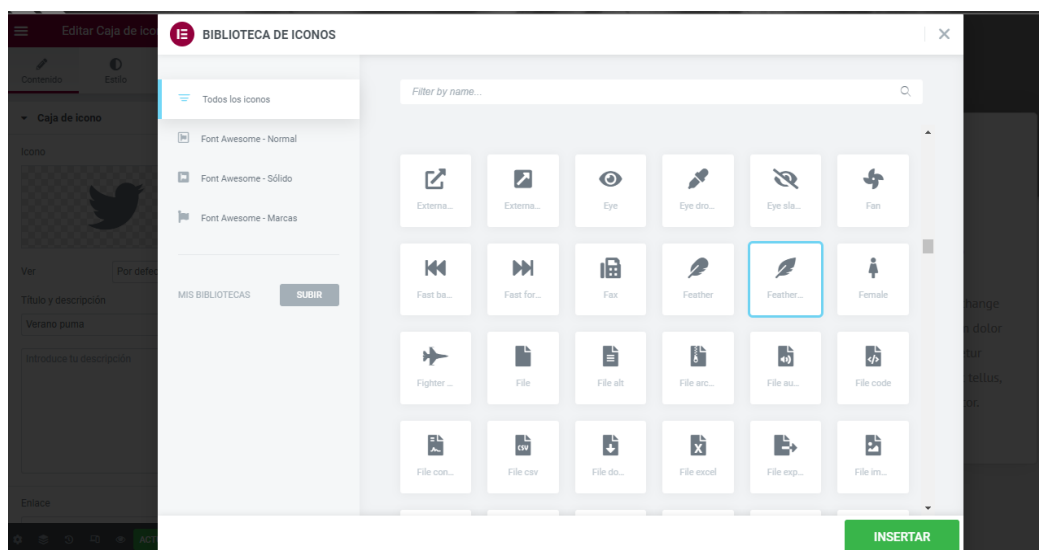 Editar Caja de ico
BIBLIOTECA DE ICONOS
Contenido
Estilo
Todos los iconos
Filter by name...
Caja de icono
Font Awesome - Normal
Icono
Font Awesome - Sólido
Externa...
Externa...
Eye
Eye dro...
Eye sla...
Fan
Font Awesome - Marcas
Ver
Por defec
MIS BIBLIOTECAS
SUBIR
Fast ba...
Fast for...
Fax
Feather
Feather...
Female
Título y descripción
Verano puma
Introduce tu descripción
hange
dolor
tur
tellus,
tor.
Fighter ...
File
File alt
File arc...
File au...
File code
File con...
File csv
File do...
File excel
File exp...
File im...
Enlace
ACT
INSERTAR